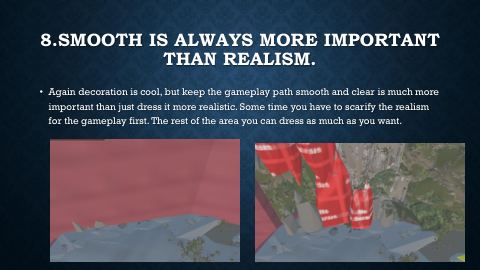 8.SMOOTH IS ALWAYS MORE IMPORTANT
THAN REALISM.
• Again decoration is cool, but keep the gameplay path smooth and clear is much more
important than just dress it more realistic. Some time you have to scarify the realism
for the gameplay first. The rest of the area you can dress as much as you want.